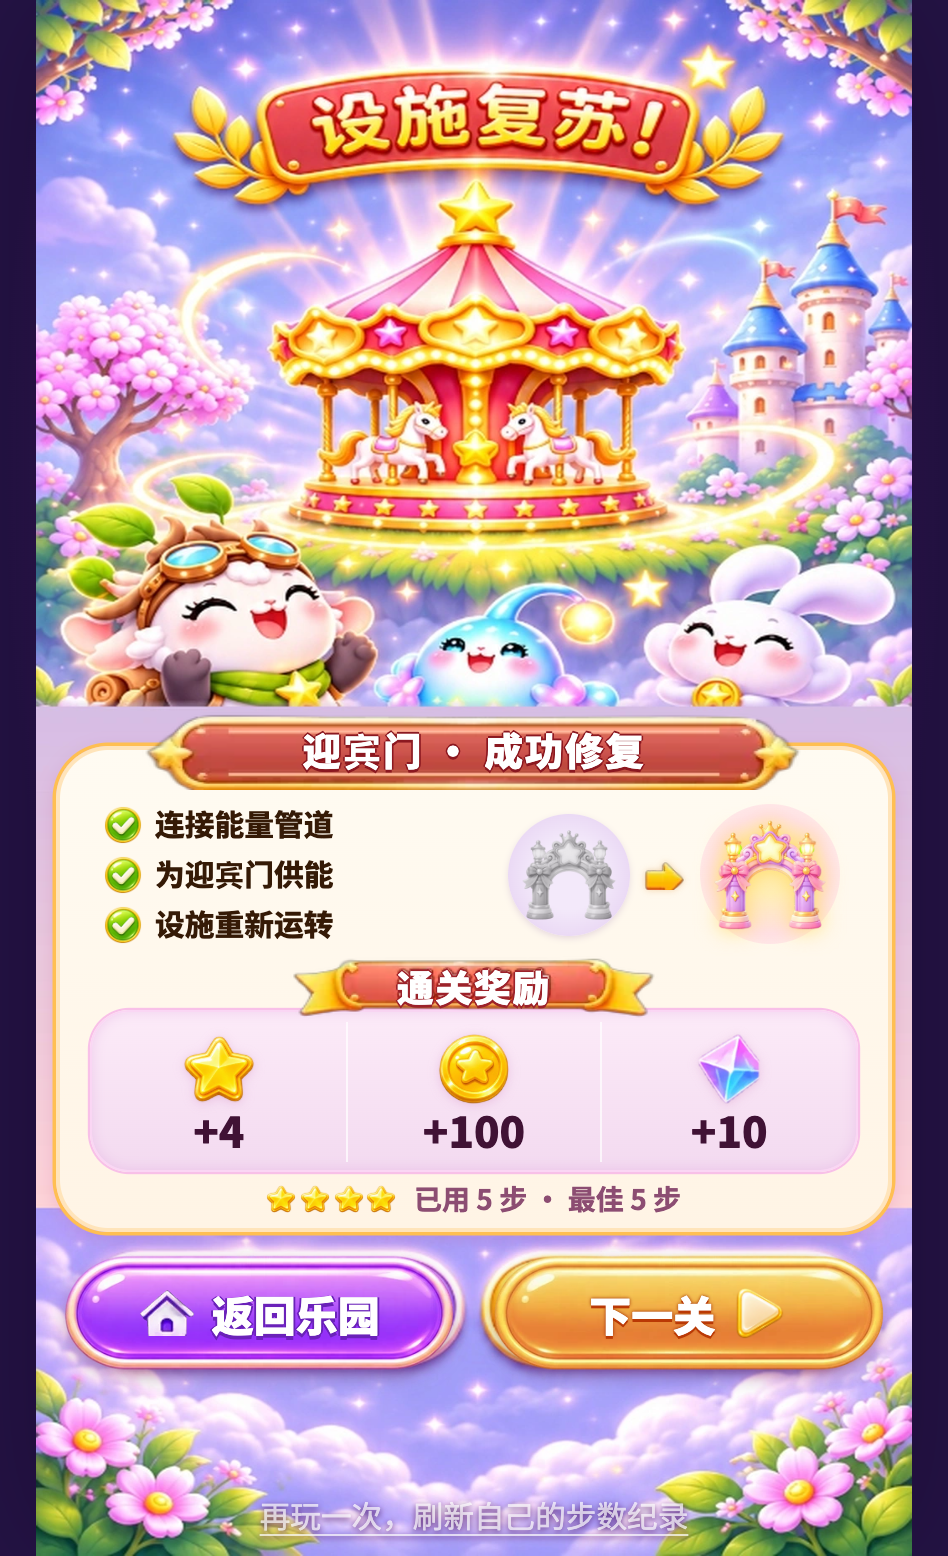 设施复苏!
迎宾门 · 成功修复
连接能量管道
为迎宾门供能
设施重新运转
通关奖励
+4
+100
+10
已用 5 步 · 最佳 5 步
返回乐园
下一关
再玩一次，刷新自己的步数纪录